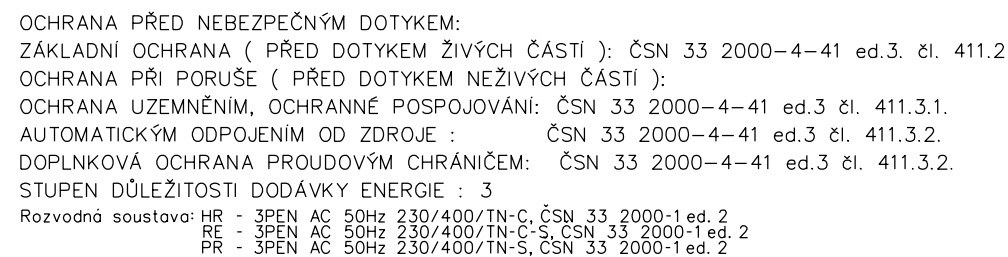 OCHRANA PŘED NEBEZPEČNÝM DOTYKEM:
ZÁKLADNÍ OCHRANA ( PŘED DOTYKEM ŽIVÝCH ČÁSTÍ ): ČSN 33 2000-4-41 ed.3. čl. 411.2
OCHRANA PŘI PORUŠE ( PŘED DOTYKEM NEŽIVÝCH ČÁSTÍ ):
OCHRANA UZEMNĚNÍM, OCHRANNÉ POSPOJOVÁNÍ: ČSN 33 2000-4-41 ed.3 čl. 411.3.1.
AUTOMATICKÝM ODPOJENÍM OD ZDROJE : ČSN 33 2000-4-41 ed.3 čl. 411.3.2.
DOPLNKOVÁ OCHRANA PROUDOVÝM CHRÁNIČEM: ČSN 33 2000-4-41 ed.3 čl. 411.3.2.
STUPEN DŮLEŽITOSTI DODÁVKY ENERGIE : 3
Rozvodná soustava: HR - 3PEN AC 50Hz 230/400/TN-C, ČSN 33 2000-1 ed. 2
RE - 3PEN AC 50Hz 230/400/TN-C-S, ČSN 33 2000-1 ed. 2
PR - 3PEN AC 50Hz 230/400/TN-S, ČSN 33 2000-1 ed. 2